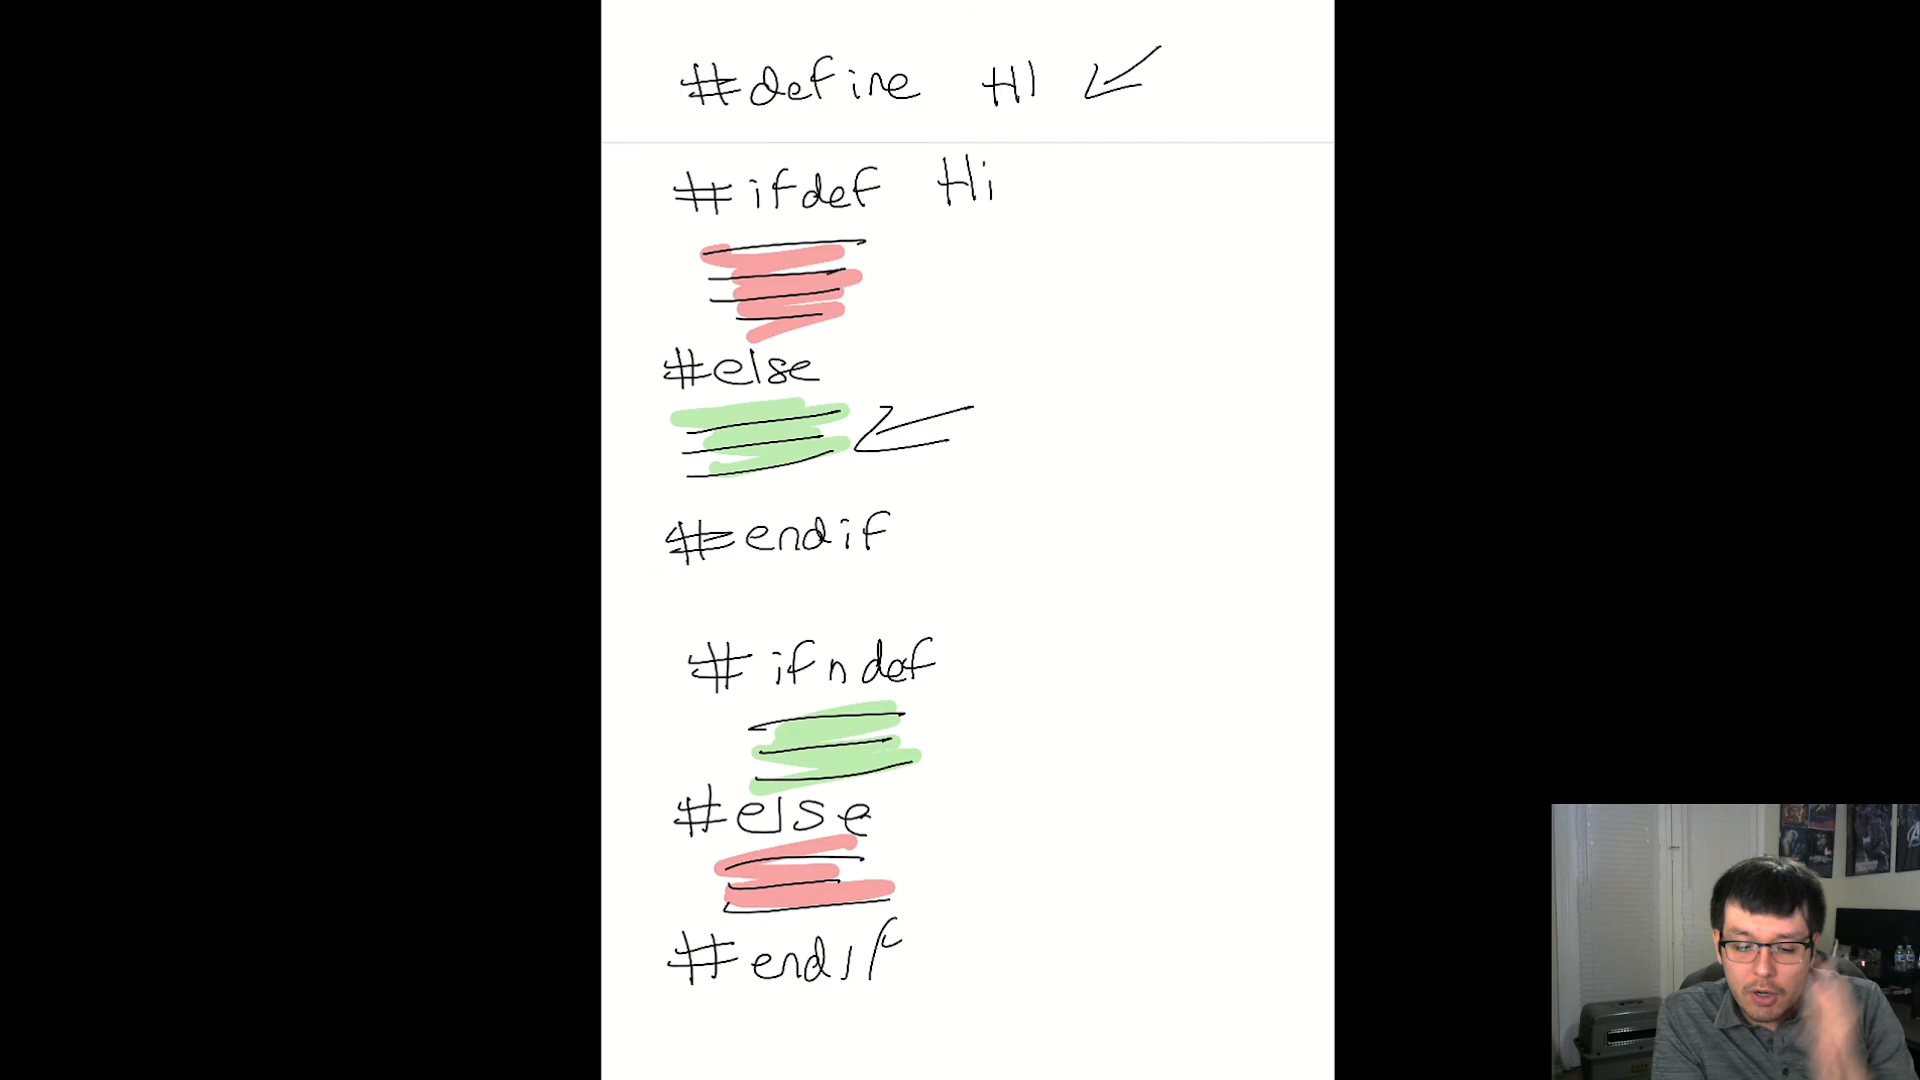 #define HI
#ifdef Hi
#else
#endif
#ifndef
#else
#endif